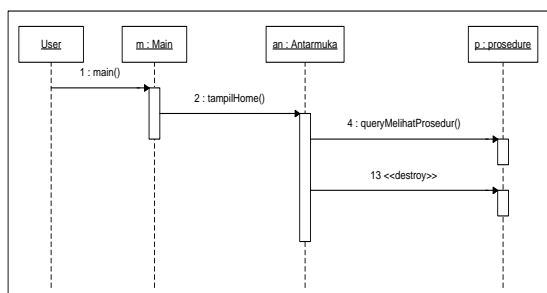 User
m : Main
an : Antarmuka
p : prosedure
1 : main()
2 : tampilHome()
4 : queryMelihatProsedur()
13 <<destroy>>